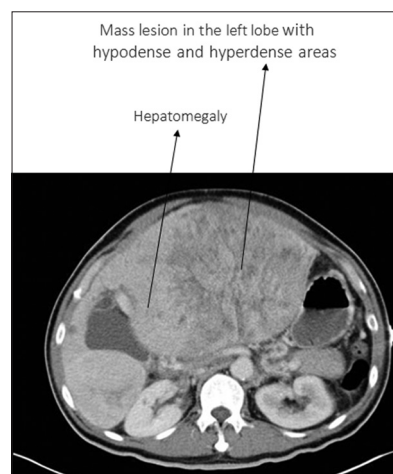 Mass lesion in the left lobe with
hypodense and hyperdense areas
Hepatomegaly